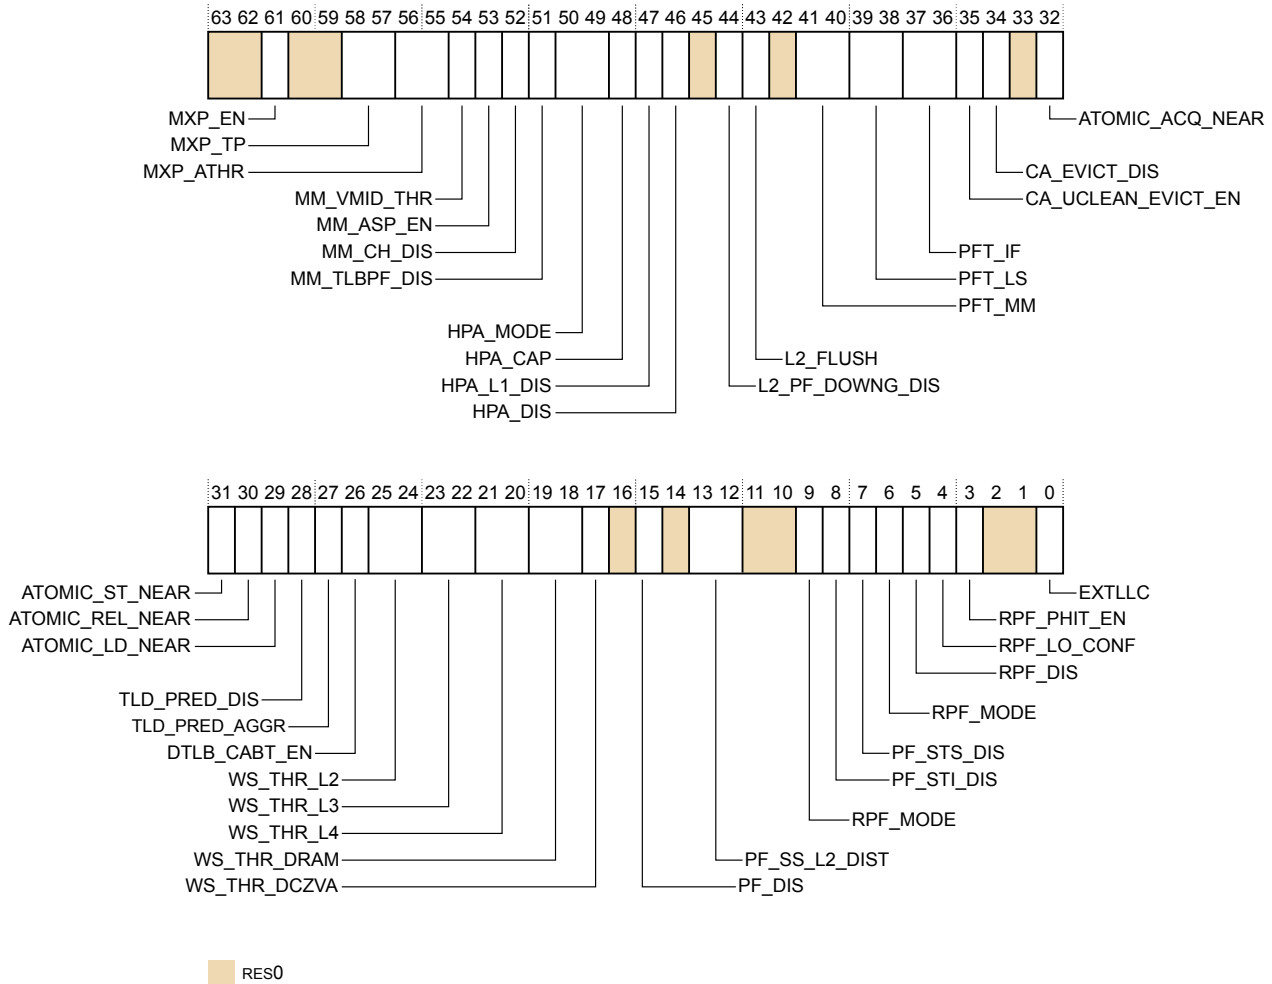 63 62 61 60 59 58 57 56 55 54 53 52 51 50 49 48 47 46 45 44 43 42 41 40 39 38 37 36 35 34 33 32
MXP_EN ATOMIC_ACQ_NEAR
MXP_TP
MXP_ATHR CA_EVICT_DIS
MM_VMID_THR CA_UCLEAN_EVICT_EN
MM_ASP_EN
MM_CH_DIS PFT_IF
MM_TLBPF_DIS PFT_LS
PFT_MM
HPA_MODE
HPA_CAP L2_FLUSH
HPA_L1_DIS L2_PF_DOWNG_DIS
HPA_DIS
31 30 29 28 27 26 25 24 23 22 21 20 19 18 17 16 15 14 13 12 11 10 9 8 7 6 5 4 3 2 1 0
ATOMIC_ST_NEAR EXTLLC
ATOMIC_REL_NEAR RPF_PHIT_EN
ATOMIC_LD_NEAR RPF_LO_CONF
RPF_DIS
TLD_PRED_DIS
RPF_MODE
TLD_PRED_AGGR
DTLB_CABT_EN PF_STS_DIS
WS_THR_L2 PF_STI_DIS
WS_THR_L3
RPF_MODE
WS_THR_L4
WS_THR_DRAM PF_SS_L2_DIST
WS_THR_DCZVA PF_DIS
RES0